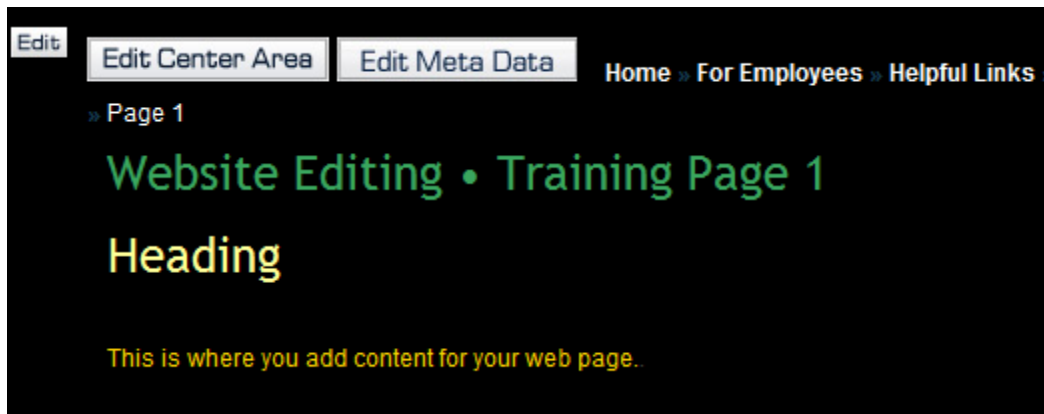 Edit
Edit Center Area Edit Meta Data Home » For Employees » Helpful Links
» Page 1
Website Editing • Training Page 1
Heading
This is where you add content for your web page..